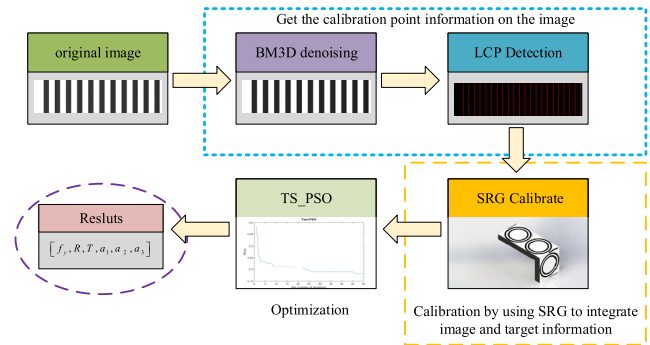 Get the calibration point information on the image
original image
BM3D denoising
LCP Detection
TS_PSO
SRG Calibrate
Resluts
[f_y, R, T, a_1, a_2, a_3]
Optimization
Calibration by using SRG to integrate
image and target information